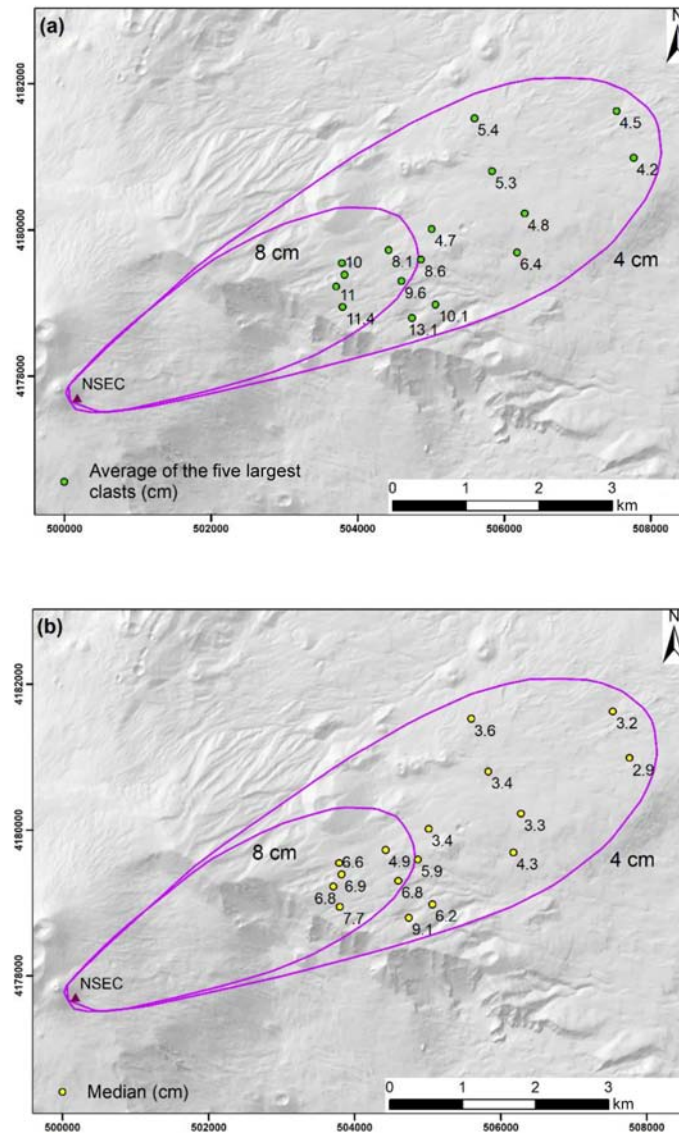 (a)
N
4182000
4180000
4178000
5.4
4.5
5.3
4.2
4.7
4.8
8 cm
10
8.1
8.6
6.4
4 cm
11
9.6
11.4
10.1
13.1
NSEC
Average of the five largest
clasts (cm)
0 1 2 3
km
500000 502000 504000 506000 508000
(b)
N
4182000
4180000
4178000
3.6
3.2
3.4
2.9
3.4
3.3
8 cm
6.6
4.9
5.9
4.3
4 cm
6.8
6.9
6.8
7.7
6.2
9.1
NSEC
Median (cm)
0 1 2 3
km
500000 502000 504000 506000 508000